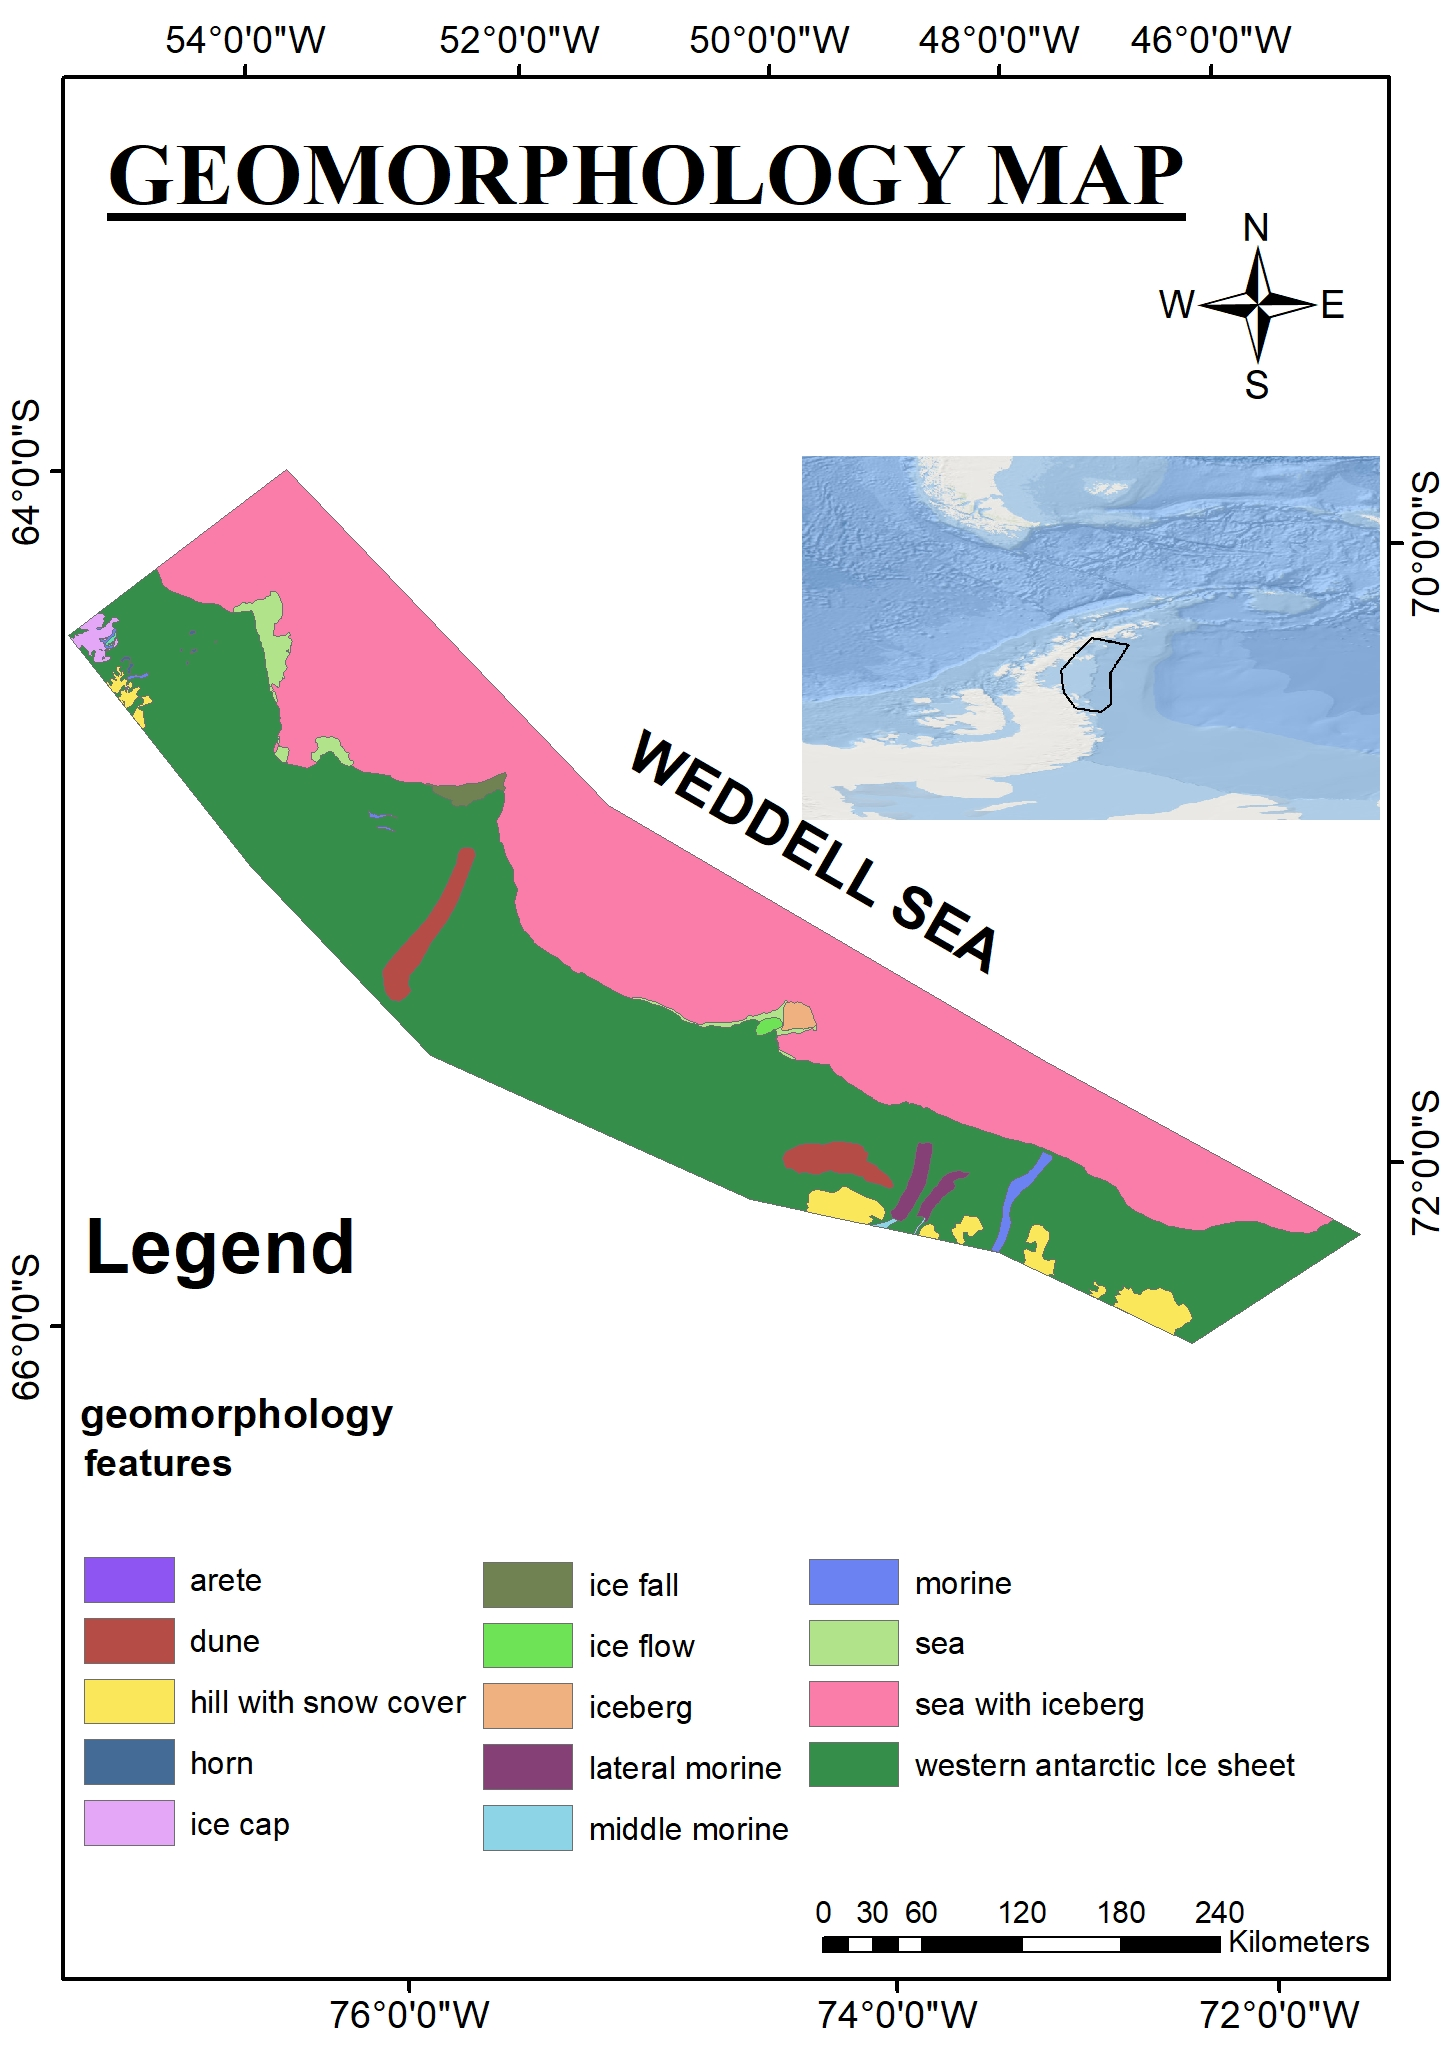 54°0'0"W 52°0'0"W 50°0'0"W 48°0'0"W 46°0'0"W
GEOMORPHOLOGY MAP
N
W E
S
64°0'0"S
70°0'0"S
WEDDELL SEA
72°0'0"S
66°0'0"S
Legend
geomorphology
features
arete
dune
hill with snow cover
horn
ice cap
ice fall
ice flow
iceberg
lateral morine
middle morine
morine
sea
sea with iceberg
western antarctic Ice sheet
0 30 60 120 180 240
Kilometers
76°0'0"W 74°0'0"W 72°0'0"W